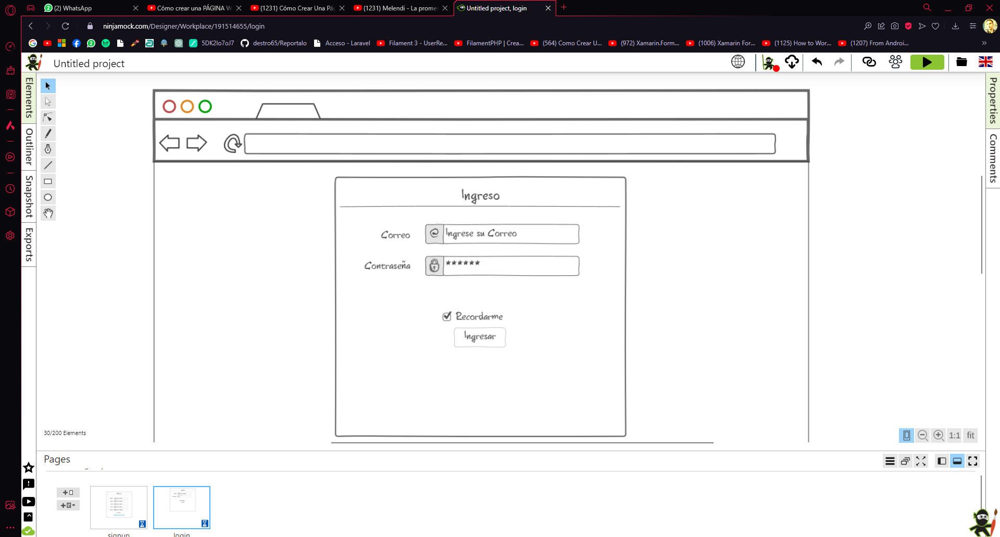 (2) WhatsApp
Cómo crear una PÁGINA W
(1231) Cómo Crear Una Pá
(1231) Melendi - La prome
Untitled project, login
ninjamock.com/Designer/Workplace/191514655/login
5DK2Io7oJ7
destro65/Reportalo
Acceso - Laravel
Filament 3 - UserRe...
FilamentPHP | Crea...
(564) Como Crear U...
(972) Xamarin.Form...
(1006) Xamarin For...
(1125) How to Wor...
(1207) From Androi...
»
Untitled project
Elements
Outliner
Snapshot
Exports
Properties
Comments
Ingreso
Correo
@ Ingrese su Correo
Contraseña
******
Recordarme
Ingresar
30/200 Elements
1:1
fit
Pages
signup
login